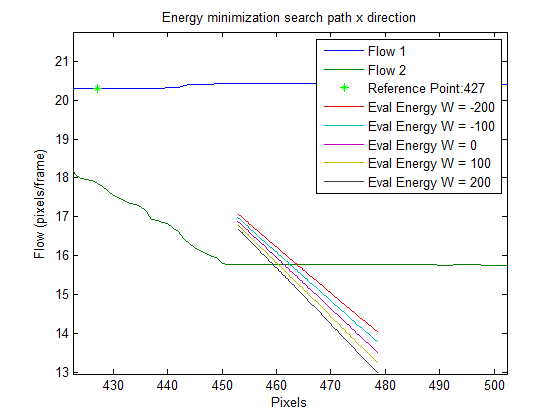 Energy minimization search path x direction
Flow 1
Flow 2
Reference Point:427
Eval Energy W = -200
Eval Energy W = -100
Eval Energy W = 0
Eval Energy W = 100
Eval Energy W = 200
Flow (pixels/frame)
21
20
19
18
17
16
15
14
13
430
440
450
460
470
480
490
500
Pixels